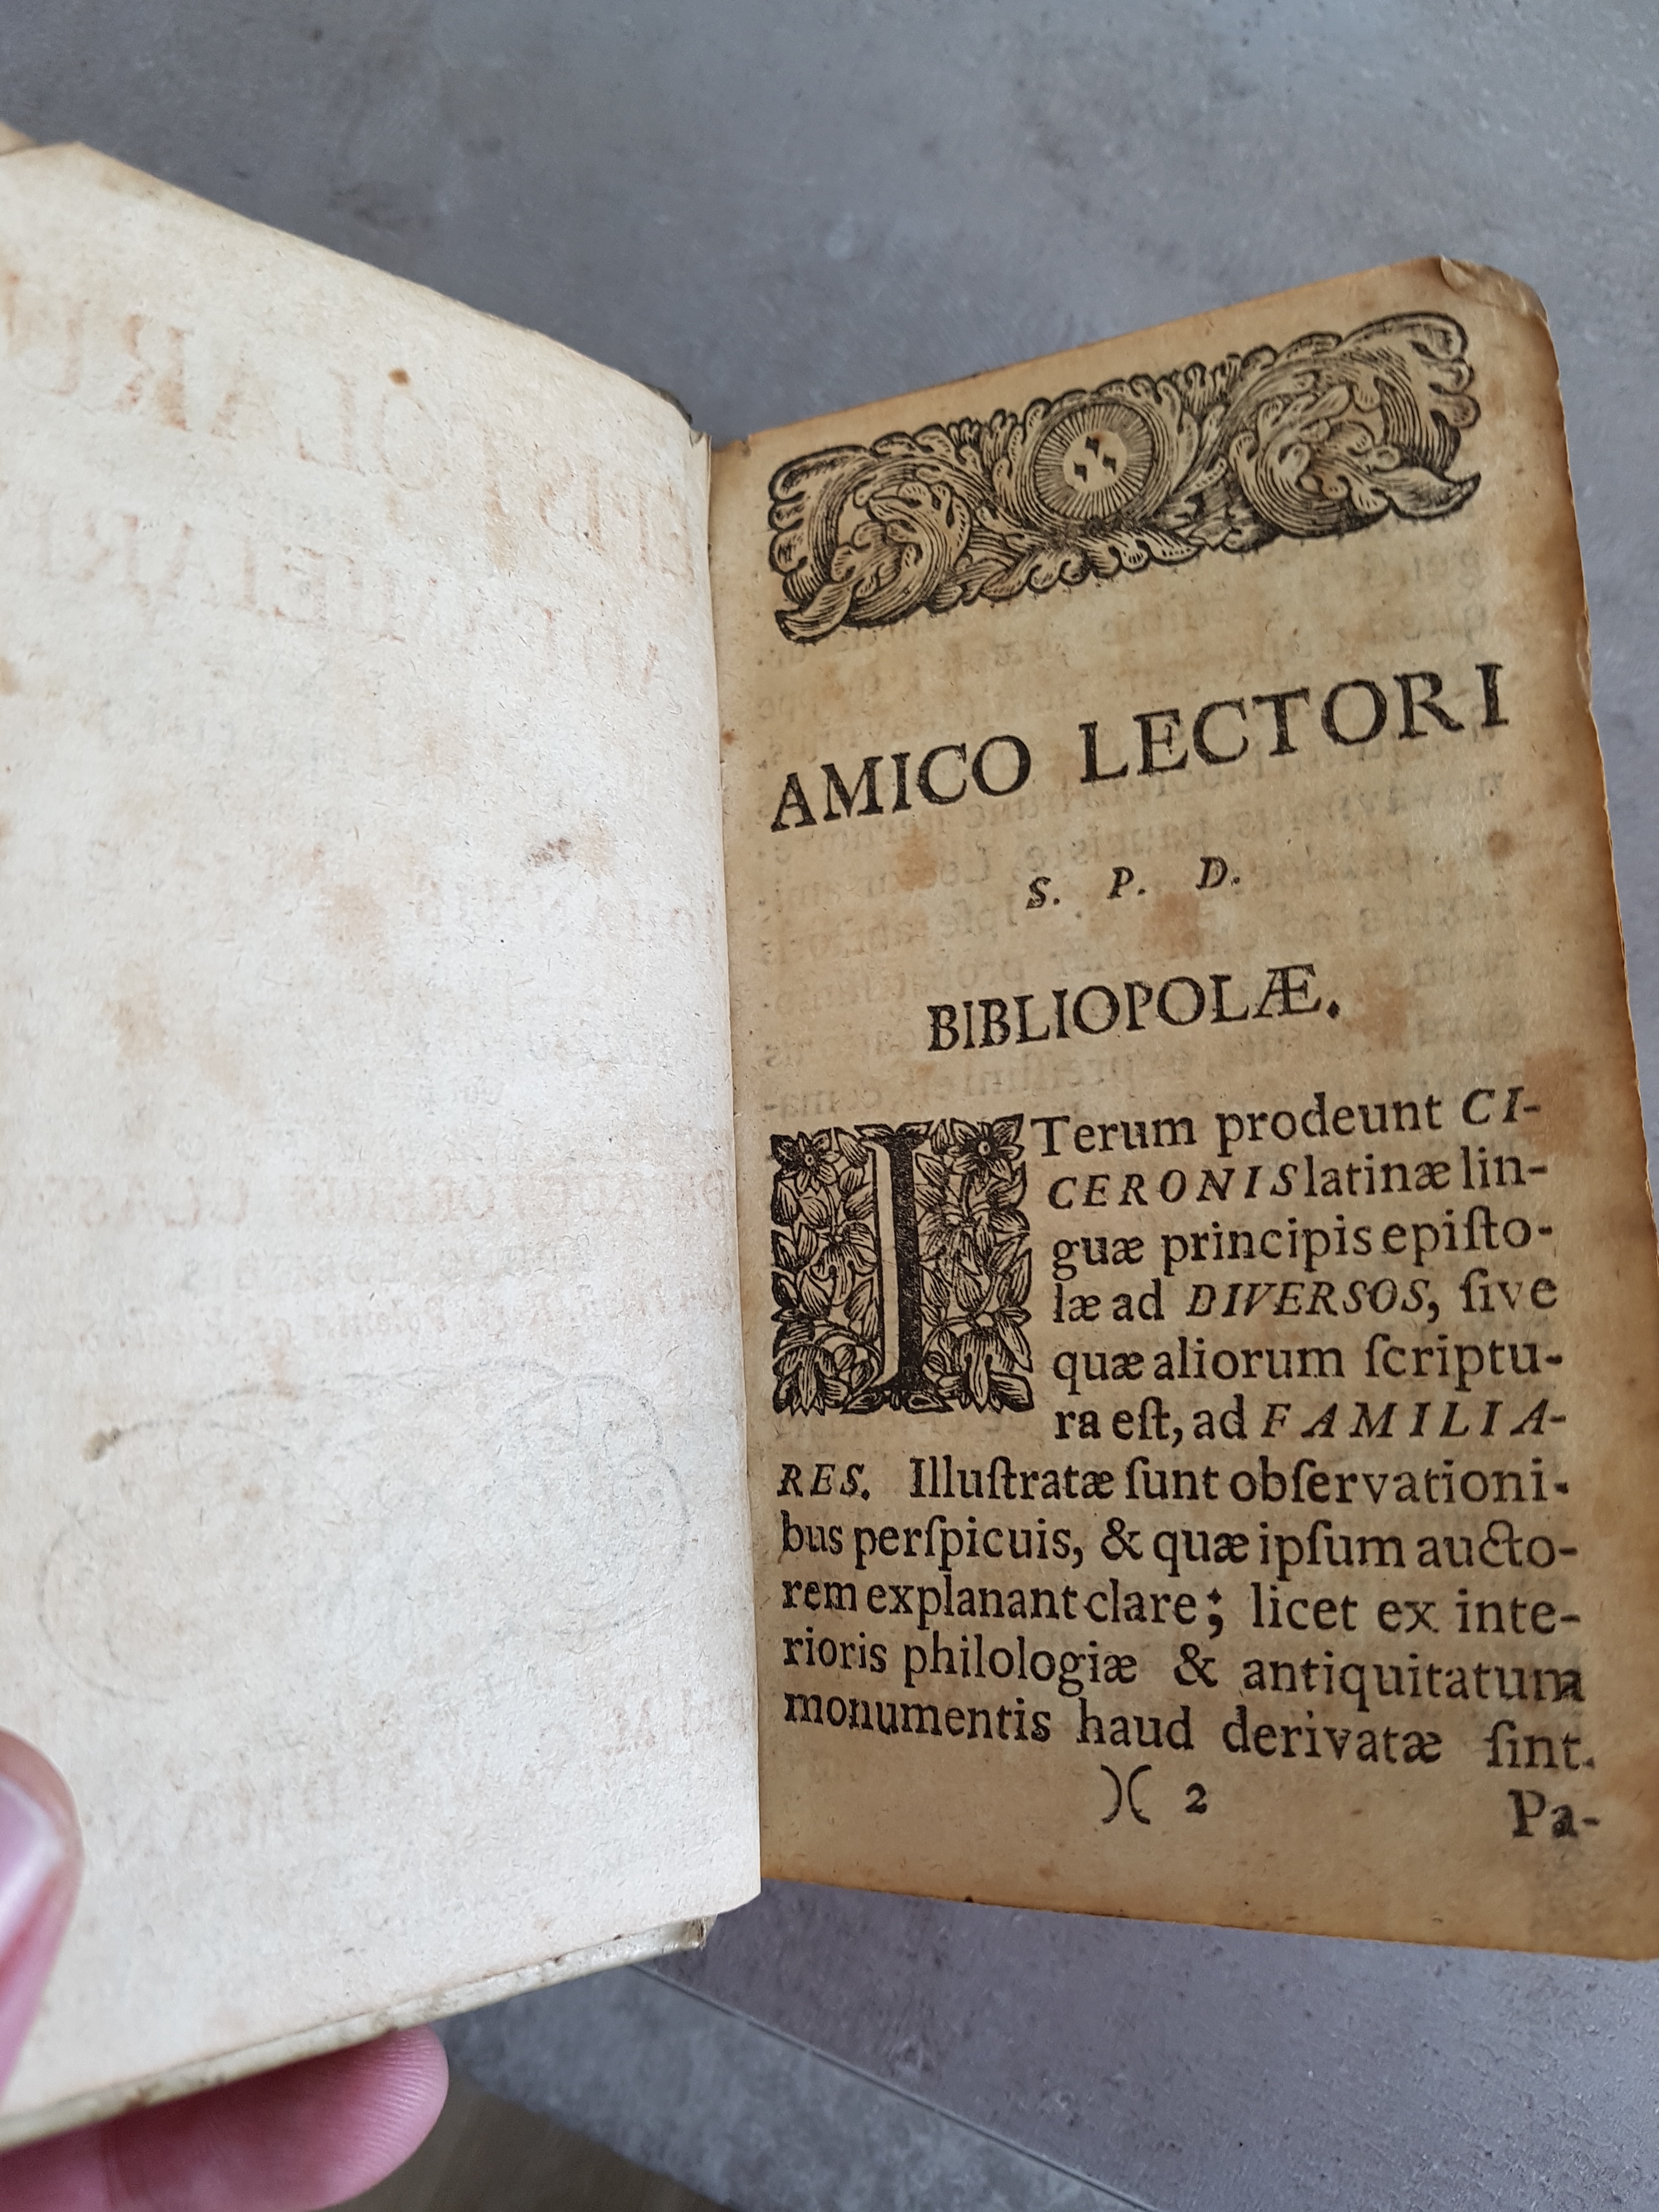 AMICO LECTORI
S. P. D.
BIBLIOPOLÆ.
ITerum prodeunt CI-
CERONIS latinæ lin-
guæ principis epiſto-
læ ad DIVERSOS, ſive
quæ aliorum ſcriptu-
ra eſt, ad FAMILIA-
RES. Illuſtratæ ſunt obſervationi-
bus perſpicuis, & quæ ipſum aucto-
rem explanant clare; licet ex inte-
rioris philologiæ & antiquitatum
monumentis haud derivatæ ſint.
)( 2
Pa-